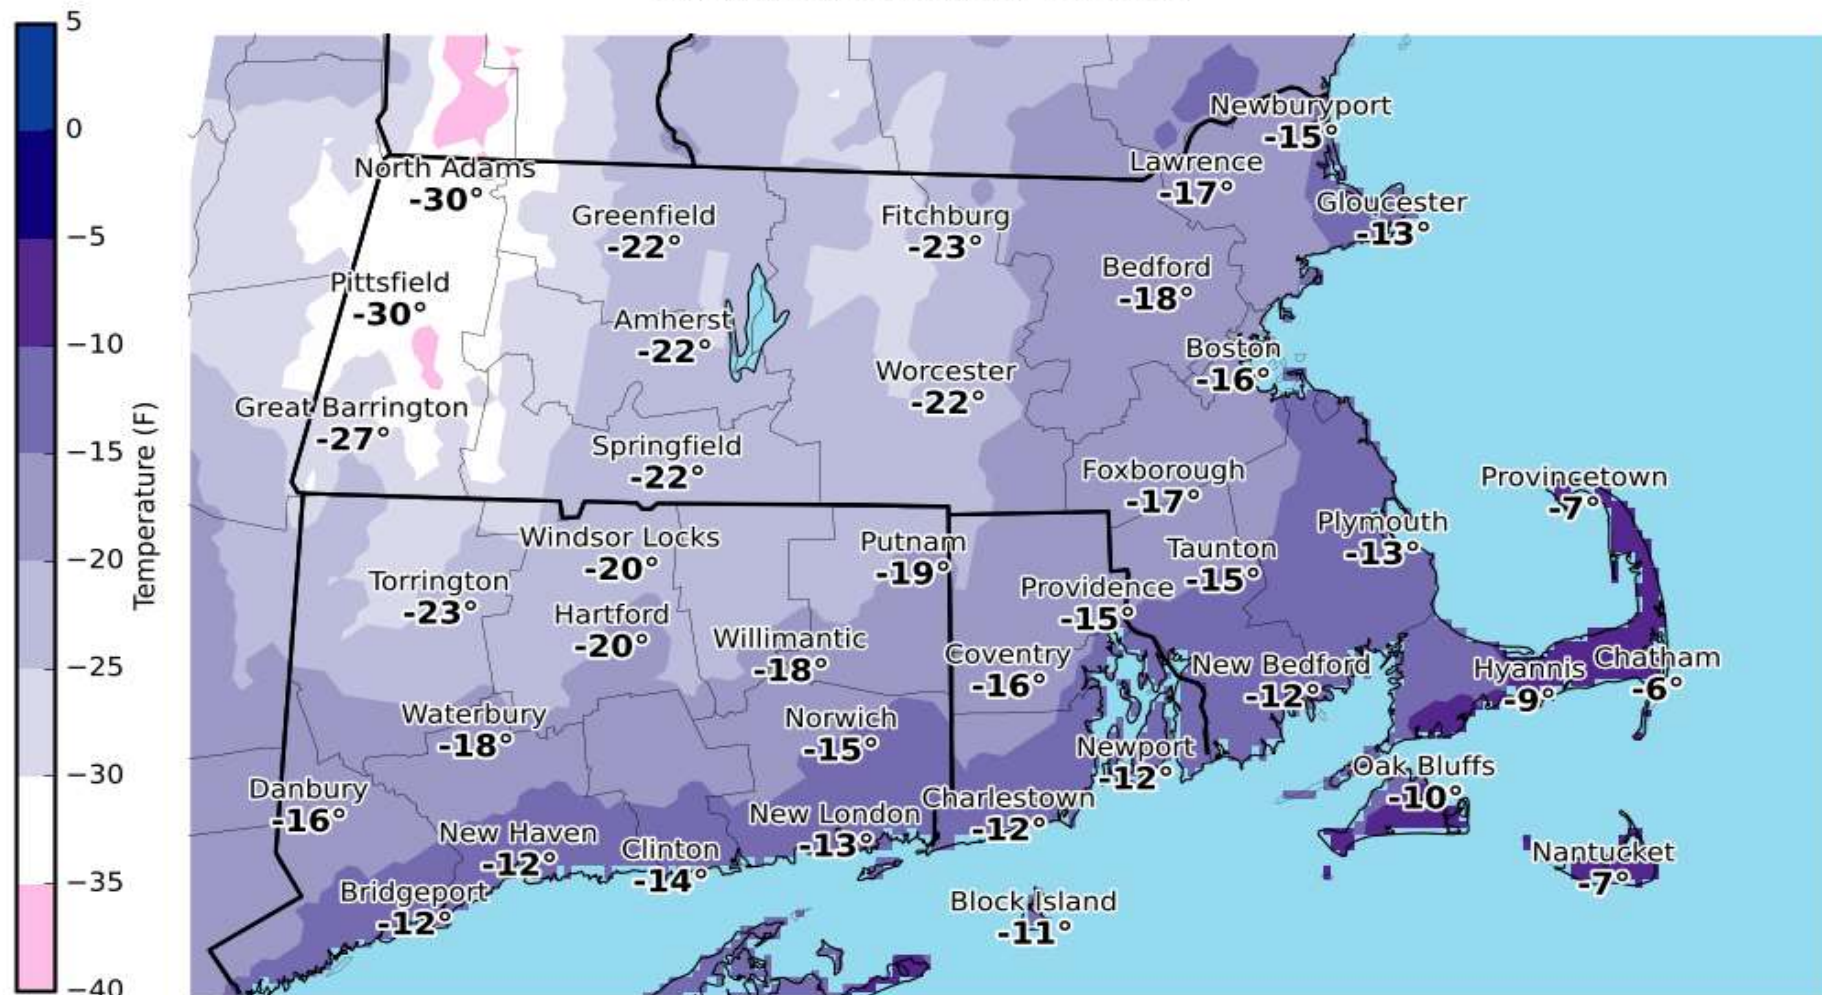 5
0
−5
−10
−15
−20
−25
−30
−35
−40
Temperature (F)
Newburyport
-15°
Lawrence
-17°
North Adams
-30°
Gloucester
-13°
Greenfield
-22°
Fitchburg
-23°
Bedford
-18°
Pittsfield
-30°
Amherst
-22°
Boston
-16°
Worcester
-22°
Great Barrington
-27°
Springfield
-22°
Foxborough
-17°
Provincetown
-7°
Plymouth
-13°
Windsor Locks
-20°
Putnam
-19°
Taunton
-15°
Torrington
-23°
Providence
-15°
Hartford
-20°
Willimantic
-18°
Coventry
-16°
New Bedford
-12°
Hyannis
-9°
Chatham
-6°
Waterbury
-18°
Norwich
-15°
Newport
-12°
Oak Bluffs
-10°
Danbury
-16°
Charlestown
-12°
New London
-13°
New Haven
-12°
Clinton
-14°
Nantucket
-7°
Bridgeport
-12°
Block Island
-11°